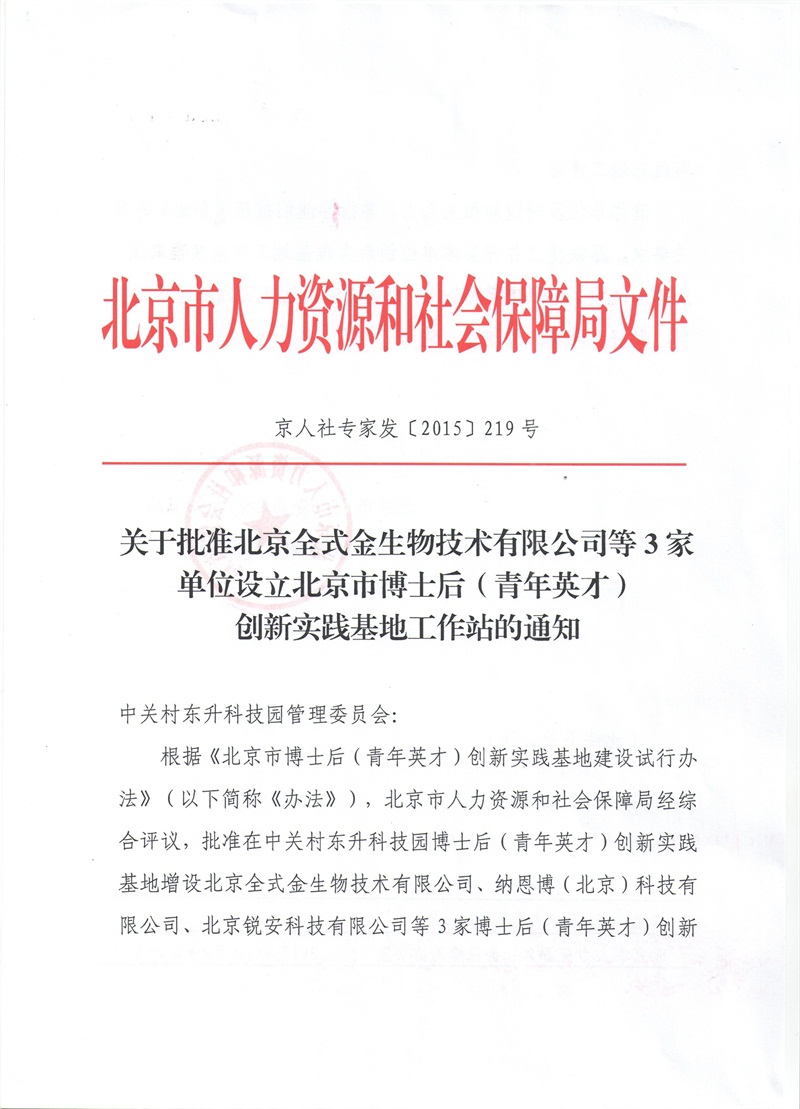 北京市人力资源和社会保障局文件
京人社专家发〔2015〕219号
关于批准北京全式金生物技术有限公司等3家
单位设立北京市博士后（青年英才）
创新实践基地工作站的通知
中关村东升科技园管理委员会：
根据《北京市博士后（青年英才）创新实践基地建设试行办
法》（以下简称《办法》），北京市人力资源和社会保障局经综
合评议，批准在中关村东升科技园博士后（青年英才）创新实践
基地增设北京全式金生物技术有限公司、纳恩博（北京）科技有
限公司、北京锐安科技有限公司等3家博士后（青年英才）创新